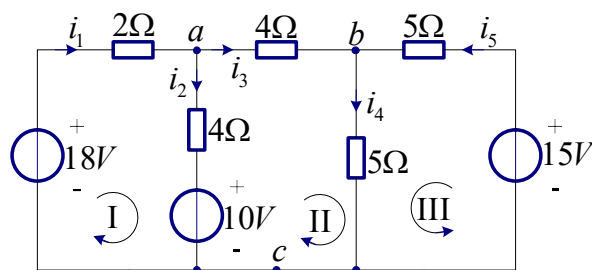 i₁ 2Ω a 4Ω b 5Ω i₅
i₂ i₃
i₄
+ 4Ω +
18V 5Ω 15V
- + -
I 10V II III
- c